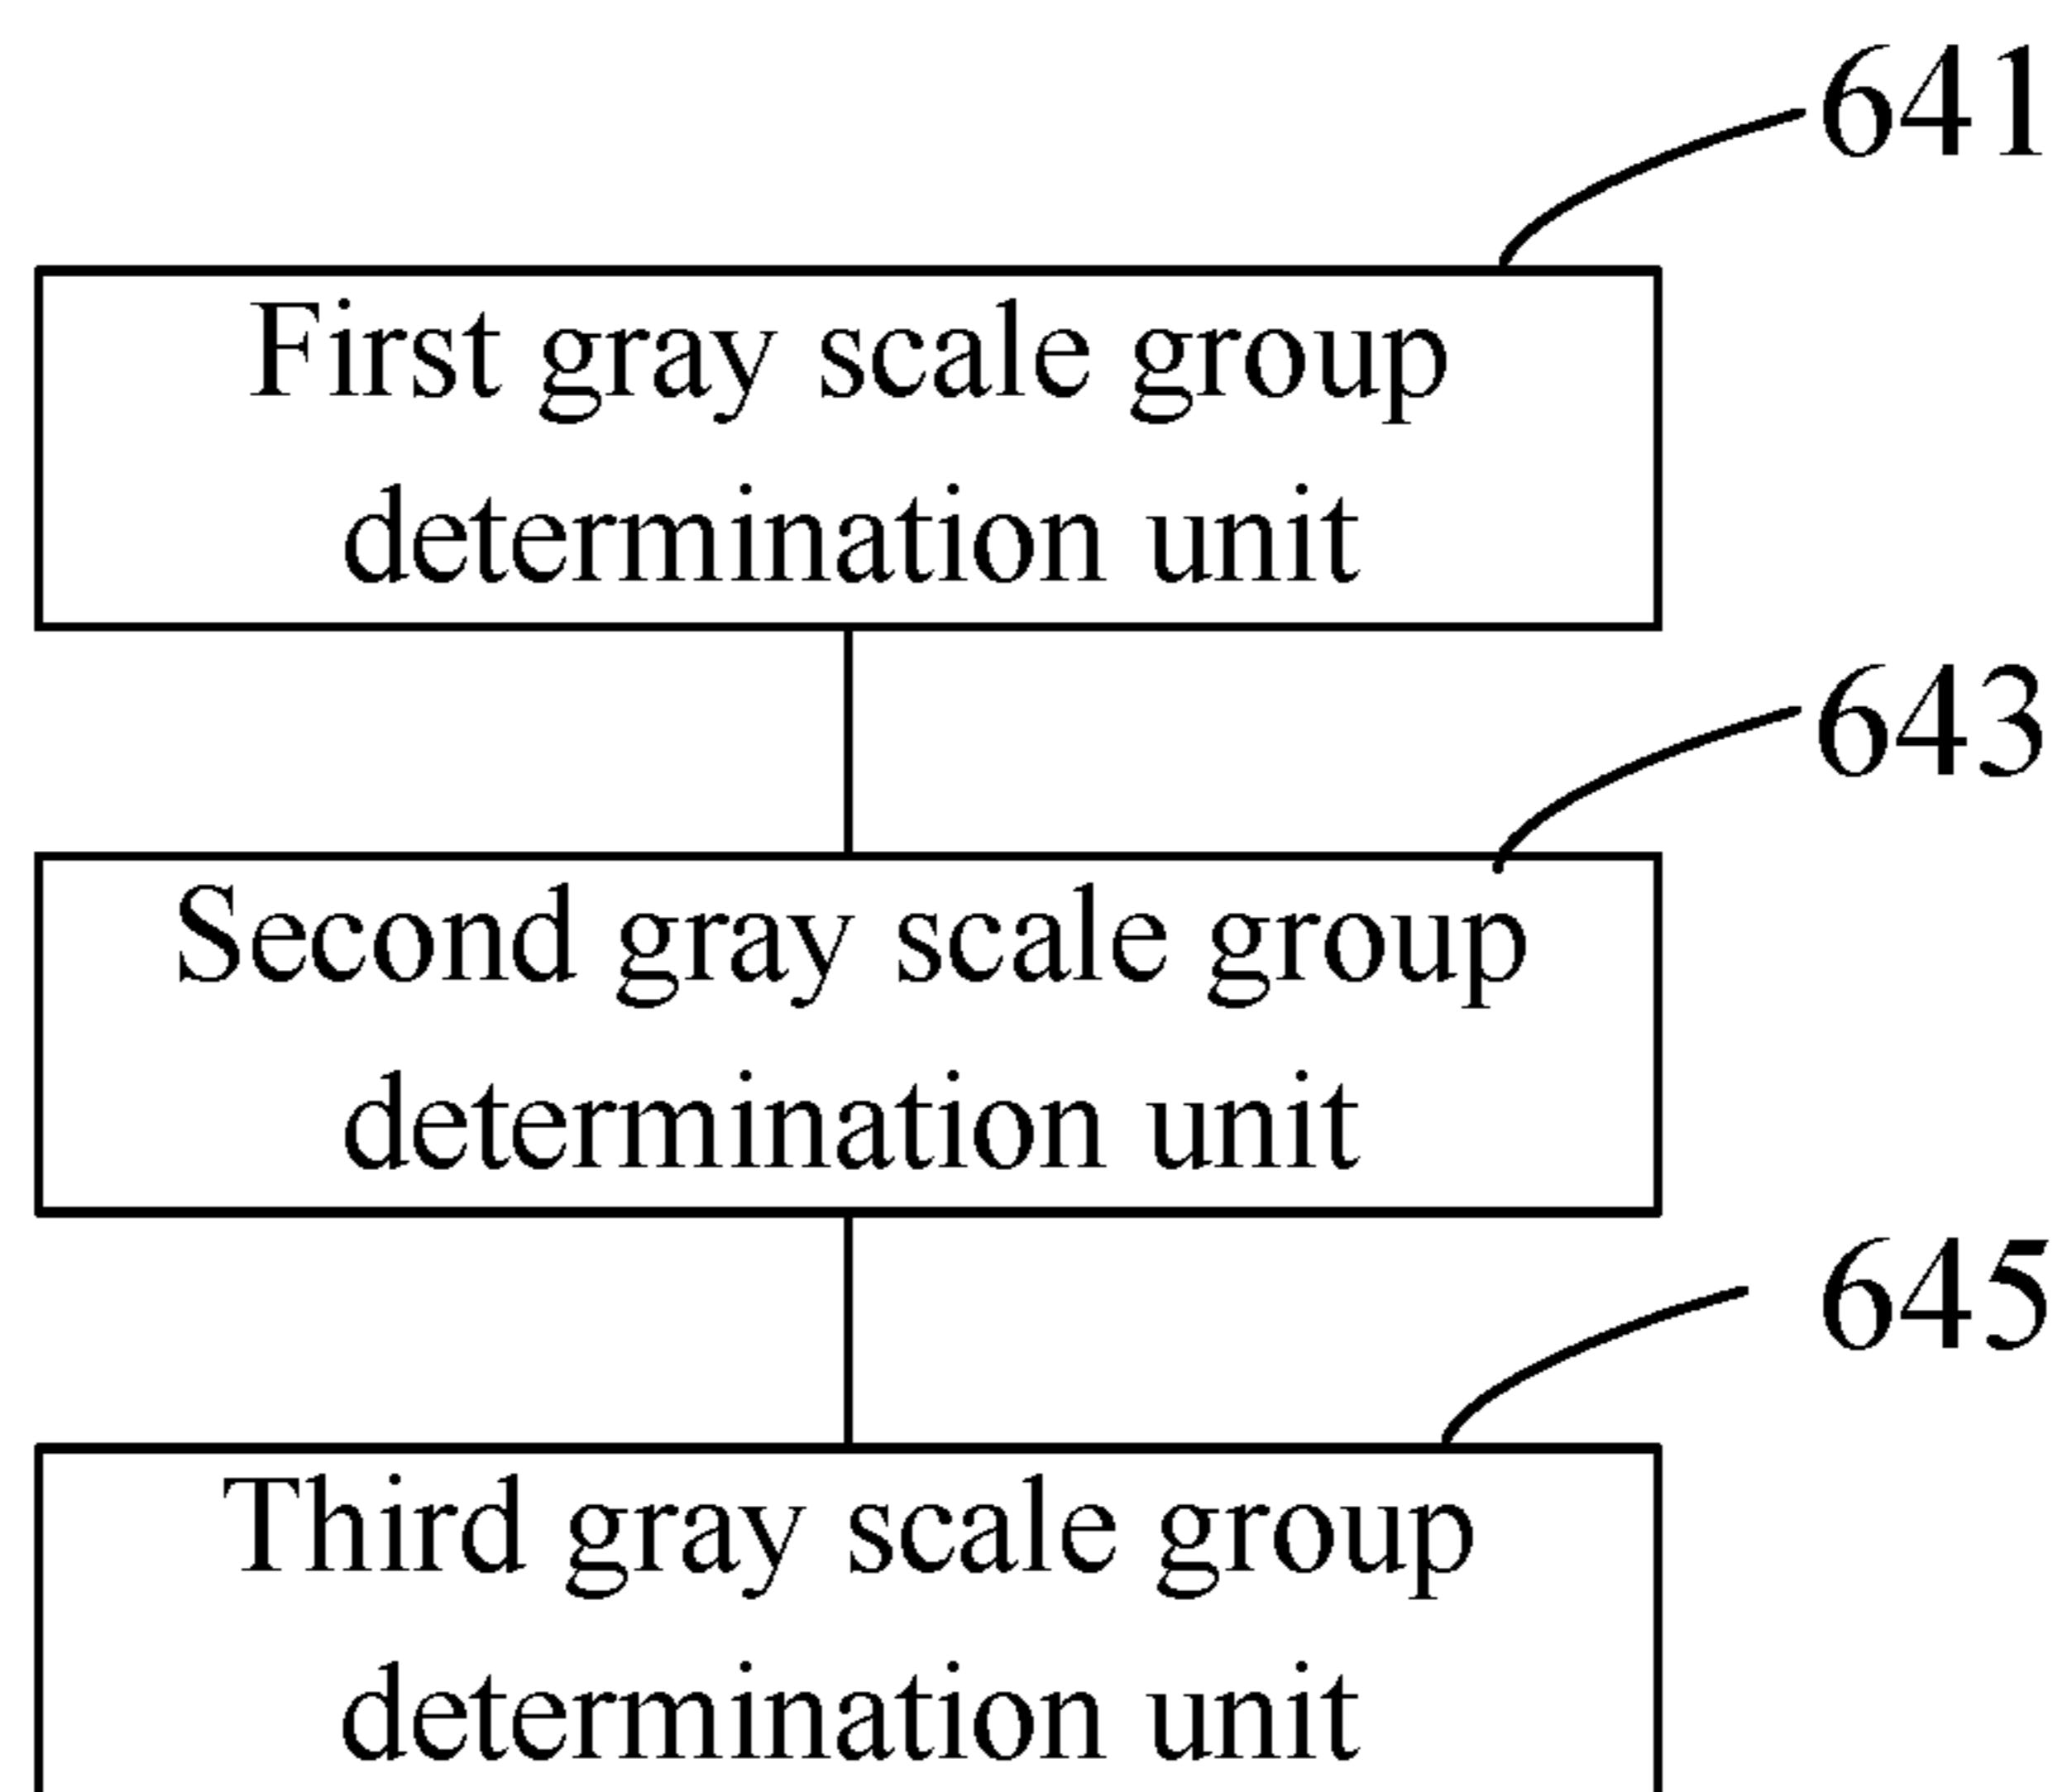 641
First gray scale group
determination unit
643
Second gray scale group
determination unit
645
Third gray scale group
determination unit